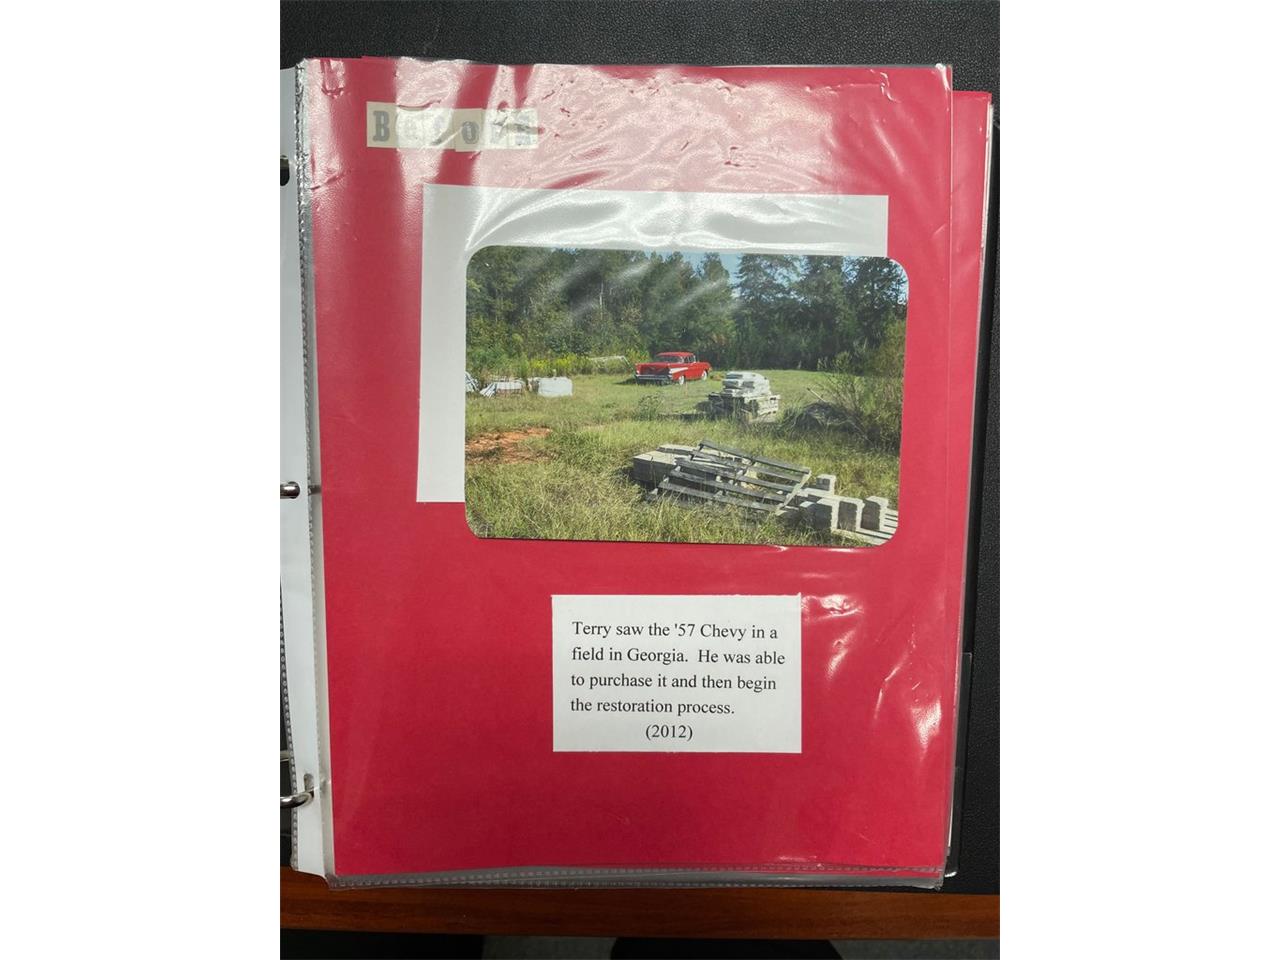 Before
Terry saw the '57 Chevy in a
field in Georgia.  He was able
to purchase it and then begin
the restoration process.
(2012)